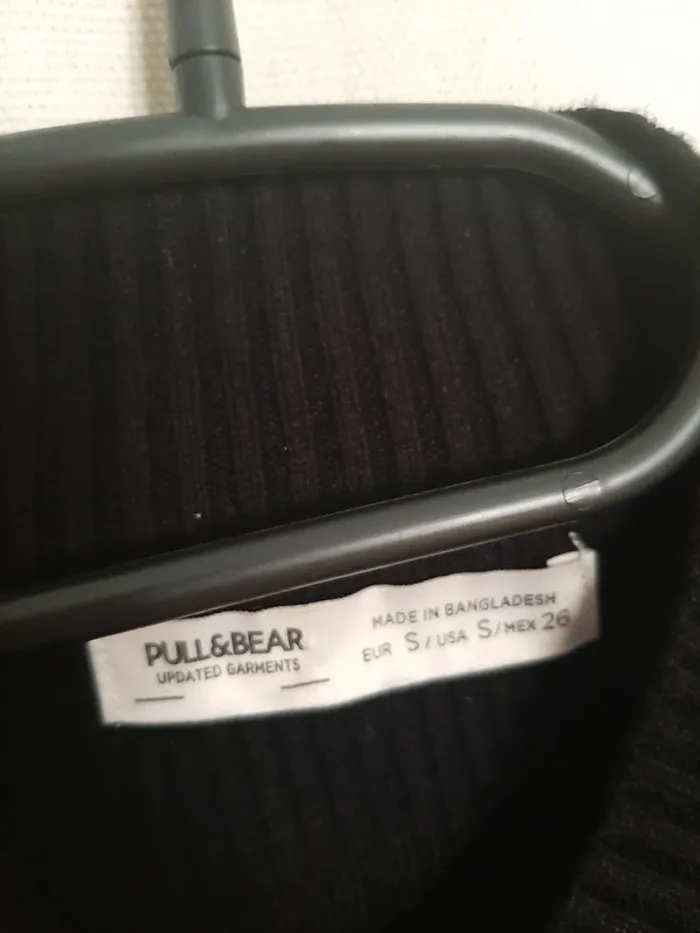 PULL&BEAR
UPDATED GARMENTS
MADE IN BANGLADESH
EUR S / USA S / MEX 26